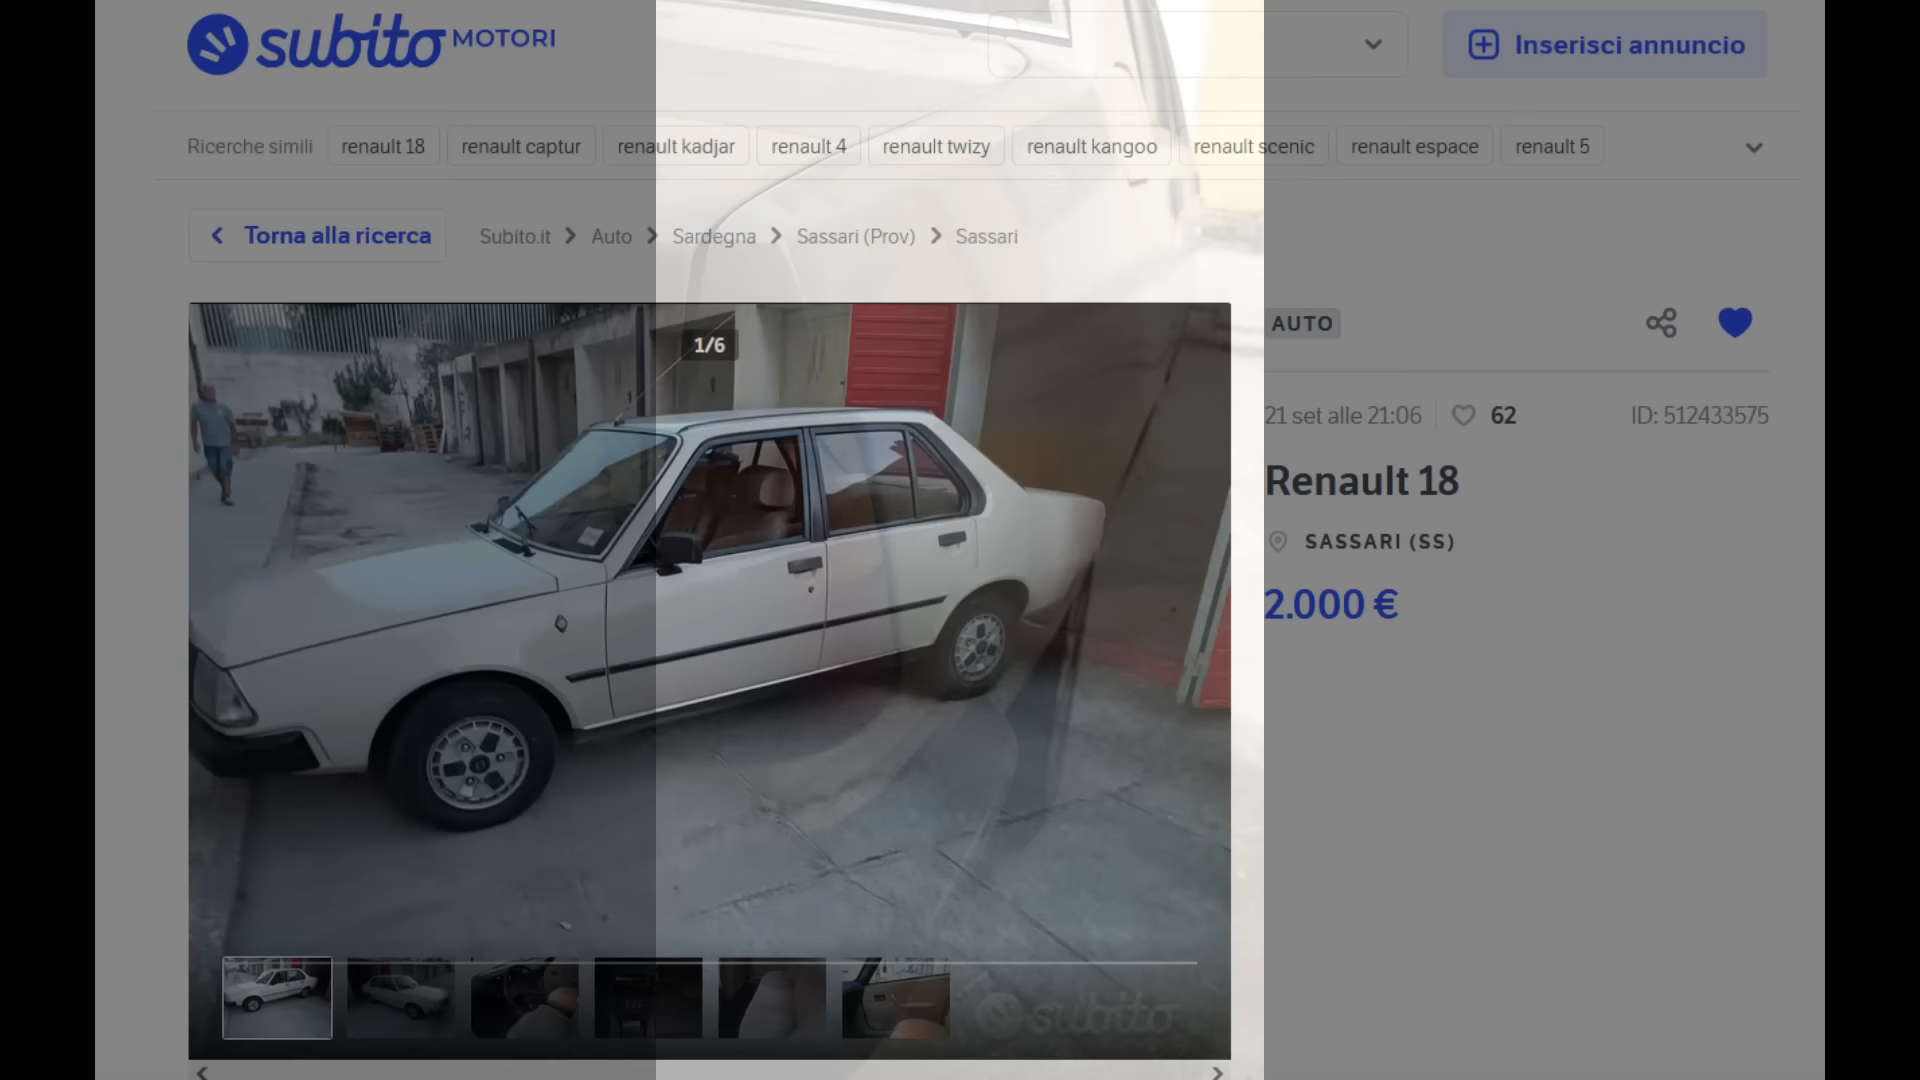 subito MOTORI
Inserisci annuncio
Ricerche simili
renault 18
renault captur
renault kadjar
renault 4
renault twizy
renault kangoo
renault scenic
renault espace
renault 5
Torna alla ricerca
Subito.it > Auto > Sardegna > Sassari (Prov) > Sassari
1/6
AUTO
21 set alle 21:06
62
ID: 512433575
Renault 18
SASSARI (SS)
2.000 €
subito